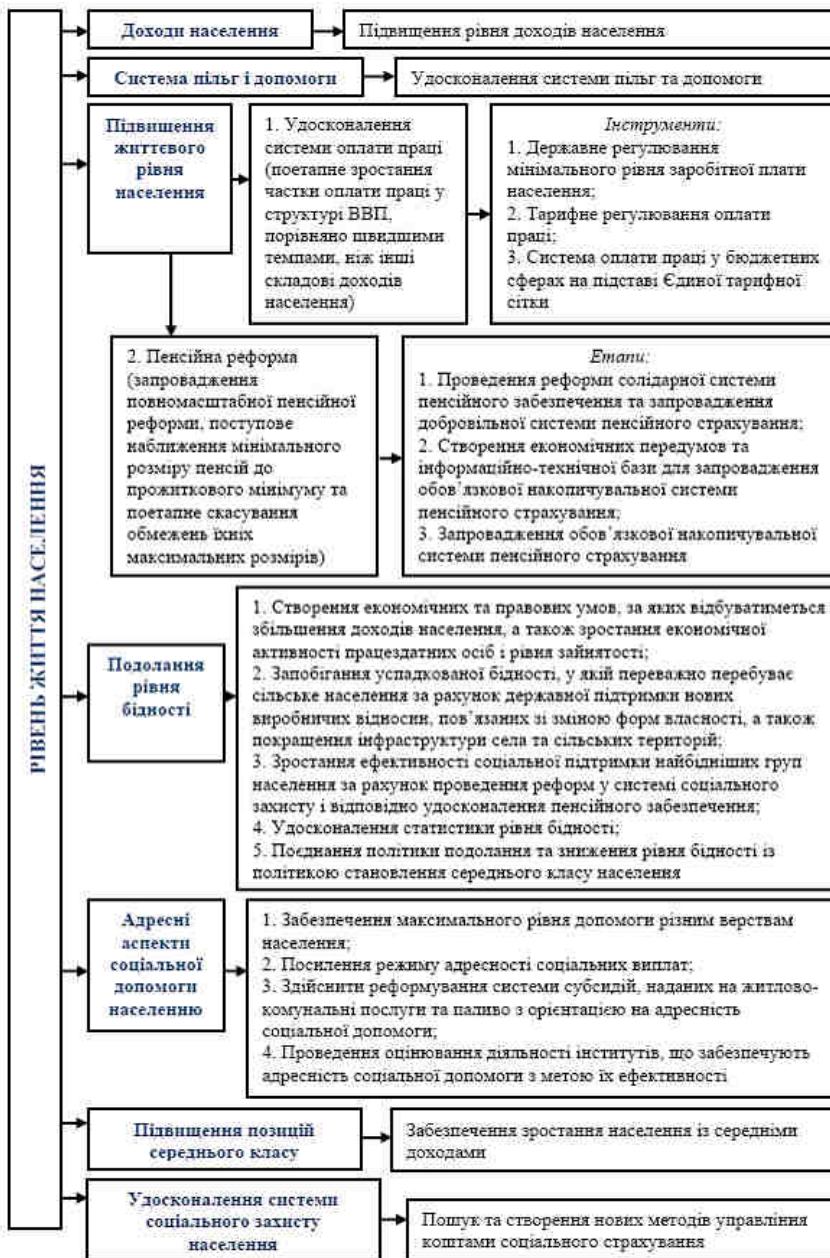 РІВЕНЬ ЖИТТЯ НАСЕЛЕННЯ
Доходи населення
Підвищення рівня доходів населення
Система пільг і допомоги
Удосконалення системи пільг та допомоги
Підвищення
життєвого
рівня
населення
1. Удосконалення
системи оплати праці
(поетапне зростання
частки оплати праці у
структурі ВВП,
порівняно швидшими
темпами, ніж інші
складові доходів
населення)
Інструменти:
1. Державне регулювання
мінімального рівня заробітної плати
населення;
2. Тарифне регулювання оплати
праці;
3. Система оплати праці у бюджетних
сферах на підставі Єдиної тарифної
сітки
2. Пенсійна реформа
(запровадження
повномасштабної пенсійної
реформи, поступове
наближення мінімального
розміру пенсій до
прожиткового мінімуму та
поетапне скасування
обмежень їхніх
максимальних розмірів)
Етапи:
1. Проведення реформи солідарної системи
пенсійного забезпечення та запровадження
добровільної системи пенсійного страхування;
2. Створення економічних передумов та
інформаційно-технічної бази для запровадження
обов’язкової накопичувальної системи
пенсійного страхування;
3. Запровадження обов’язкової накопичувальної
системи пенсійного страхування
Подолання
рівня
бідності
1. Створення економічних та правових умов, за яких відбуватиметься
збільшення доходів населення, а також зростання економічної
активності працездатних осіб і рівня зайнятості;
2. Запобігання успадкованої бідності, у якій переважно перебуває
сільське населення за рахунок державної підтримки нових
виробничих відносин, пов’язаних зі зміною форм власності, а також
покращення інфраструктури села та сільських територій;
3. Зростання ефективності соціальної підтримки найбідніших груп
населення за рахунок проведення реформ у системі соціального
захисту і відповідно удосконалення пенсійного забезпечення;
4. Удосконалення статистики рівня бідності;
5. Поєднання політики подолання та зниження рівня бідності із
політикою становлення середнього класу населення
Адресні
аспекти
соціальної
допомоги
населенню
1. Забезпечення максимального рівня допомоги різним верствам
населення;
2. Посилення режиму адресності соціальних виплат;
3. Здійснити реформування системи субсидій, наданих на житлово-
комунальні послуги та паливо з орієнтацією на адресність
соціальної допомоги;
4. Проведення оцінювання діяльності інститутів, що забезпечують
адресність соціальної допомоги з метою їх ефективності
Підвищення позицій
середнього класу
Забезпечення зростання населення із середніми
доходами
Удосконалення системи
соціального захисту
населення
Пошук та створення нових методів управління
коштами соціального страхування